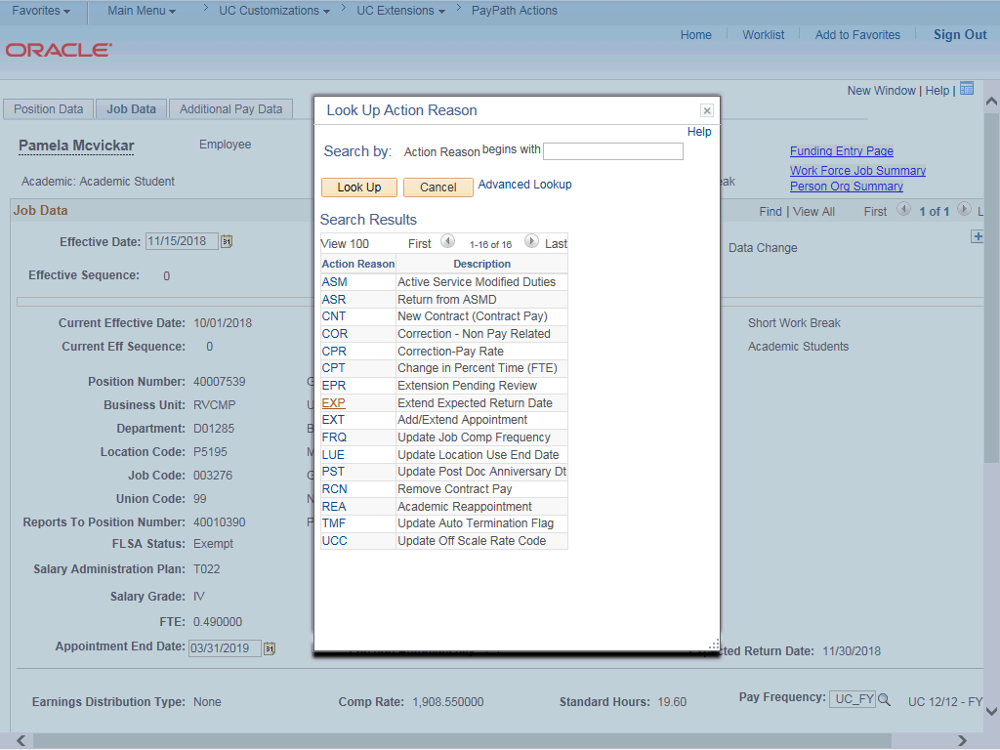 Favorites Main Menu > UC Customizations > UC Extensions > PayPath Actions
Home Worklist Add to Favorites Sign Out
ORACLE
New Window | Help |
Position Data Job Data Additional Pay Data
Look Up Action Reason
Help
Pamela Mcvickar Employee
Search by: Action Reason begins with
Funding Entry Page
Work Force Job Summary
Person Org Summary
Academic: Academic Student
Look Up Cancel Advanced Lookup
Job Data
Find | View All First 1 of 1 L
Search Results
Effective Date: 11/15/2018
Data Change
Effective Sequence: 0
View 100 First 1-16 of 16 Last
Action Reason Description
ASM Active Service Modified Duties
ASR Return from ASMD
CNT New Contract (Contract Pay)
COR Correction - Non Pay Related
CPR Correction-Pay Rate
CPT Change in Percent Time (FTE)
EPR Extension Pending Review
EXP Extend Expected Return Date
EXT Add/Extend Appointment
FRQ Update Job Comp Frequency
LUE Update Location Use End Date
PST Update Post Doc Anniversary Dt
RCN Remove Contract Pay
REA Academic Reappointment
TMF Update Auto Termination Flag
UCC Update Off Scale Rate Code
Current Effective Date: 10/01/2018
Short Work Break
Current Eff Sequence: 0
Academic Students
Position Number: 40007539
Business Unit: RVCMP
Department: D01285
Location Code: P5195
Job Code: 003276
Union Code: 99
Reports To Position Number: 40010390
FLSA Status: Exempt
Salary Administration Plan: T022
Salary Grade: IV
FTE: 0.490000
Appointment End Date: 03/31/2019
Return Date: 11/30/2018
Earnings Distribution Type: None Comp Rate: 1,908.550000 Standard Hours: 19.60 Pay Frequency: UC_FY UC 12/12 - FY